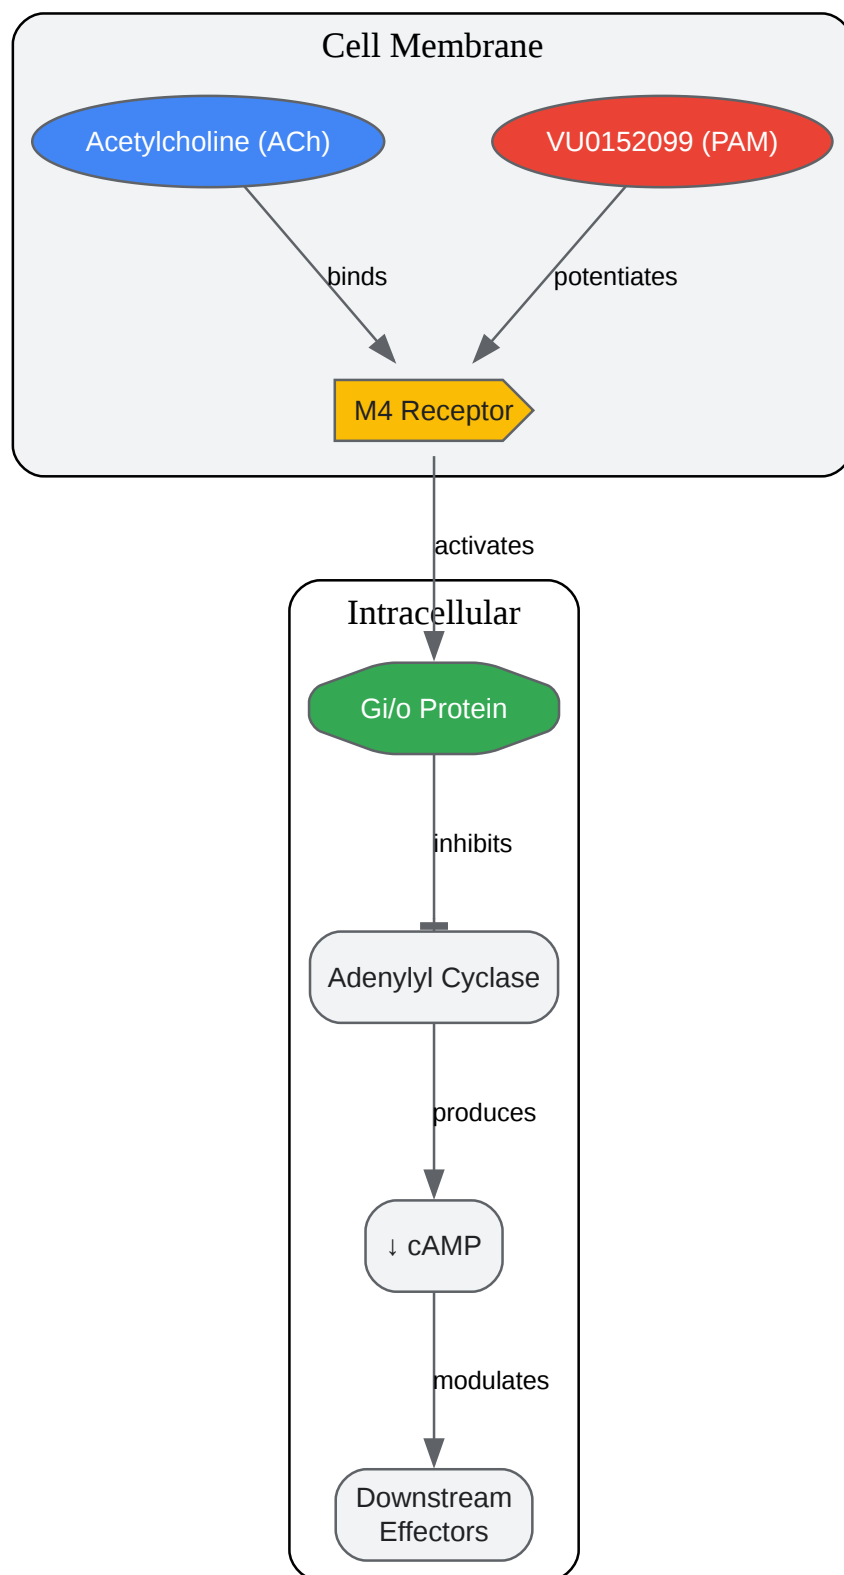 Cell Membrane
Acetylcholine (ACh)
VU0152099 (PAM)
binds
potentiates
M4 Receptor
activates
Intracellular
Gi/o Protein
inhibits
Adenylyl Cyclase
produces
↓ cAMP
modulates
Downstream
Effectors